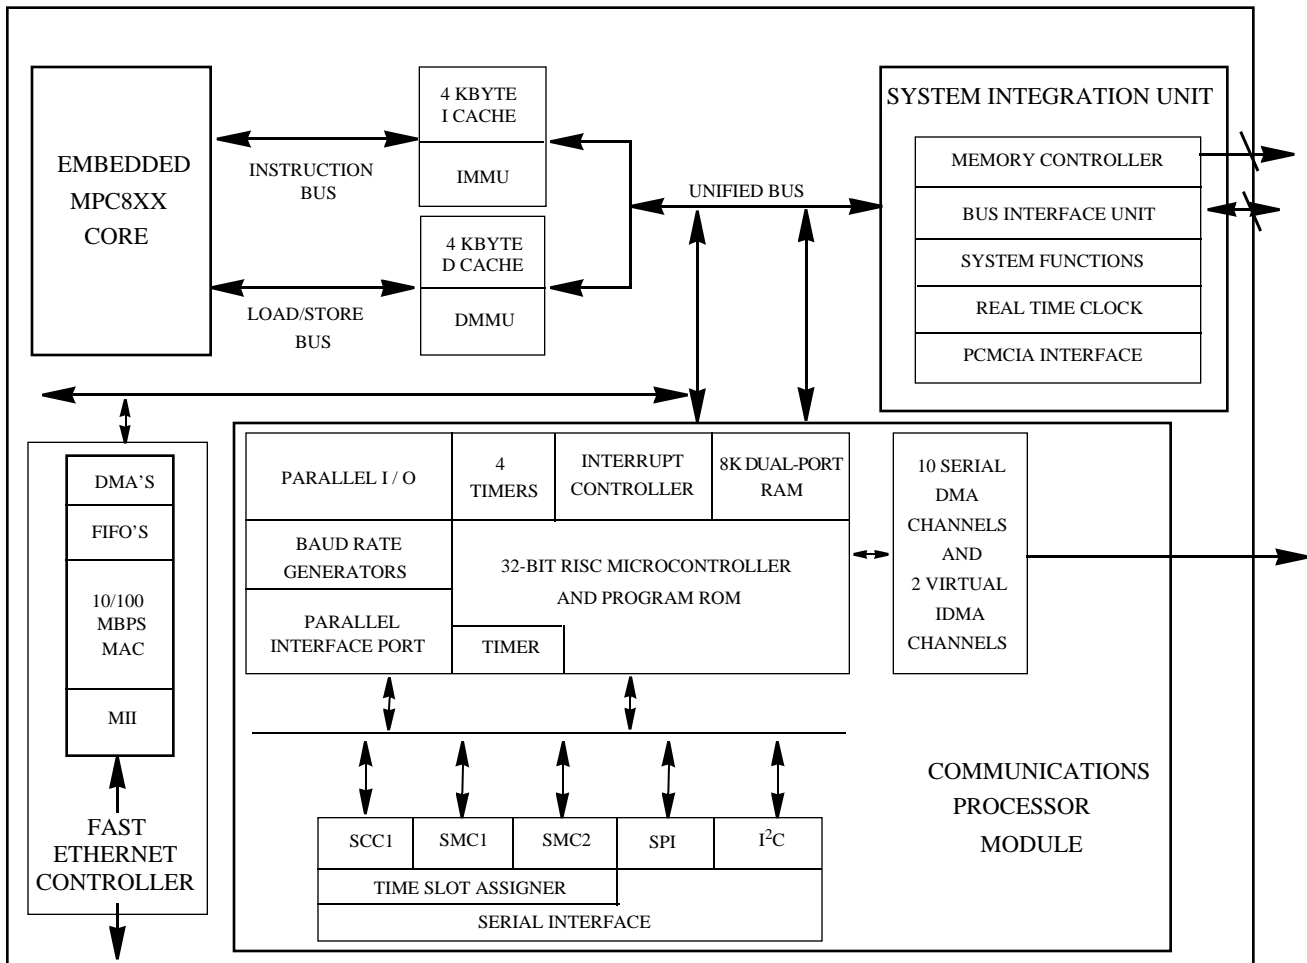 EMBEDDED
MPC8XX
CORE
INSTRUCTION
BUS
LOAD/STORE
BUS
4 KBYTE
I CACHE
IMMU
4 KBYTE
D CACHE
DMMU
UNIFIED BUS
SYSTEM INTEGRATION UNIT
MEMORY CONTROLLER
BUS INTERFACE UNIT
SYSTEM FUNCTIONS
REAL TIME CLOCK
PCMCIA INTERFACE
DMA'S
FIFO'S
10/100
MBPS
MAC
MII
FAST
ETHERNET
CONTROLLER
PARALLEL I / O
4
TIMERS
INTERRUPT
CONTROLLER
8K DUAL-PORT
RAM
BAUD RATE
GENERATORS
PARALLEL
INTERFACE PORT
32-BIT RISC MICROCONTROLLER
AND PROGRAM ROM
TIMER
10 SERIAL
DMA
CHANNELS
AND
2 VIRTUAL
IDMA
CHANNELS
SCC1
SMC1
SMC2
SPI
I²C
TIME SLOT ASSIGNER
SERIAL INTERFACE
COMMUNICATIONS
PROCESSOR
MODULE